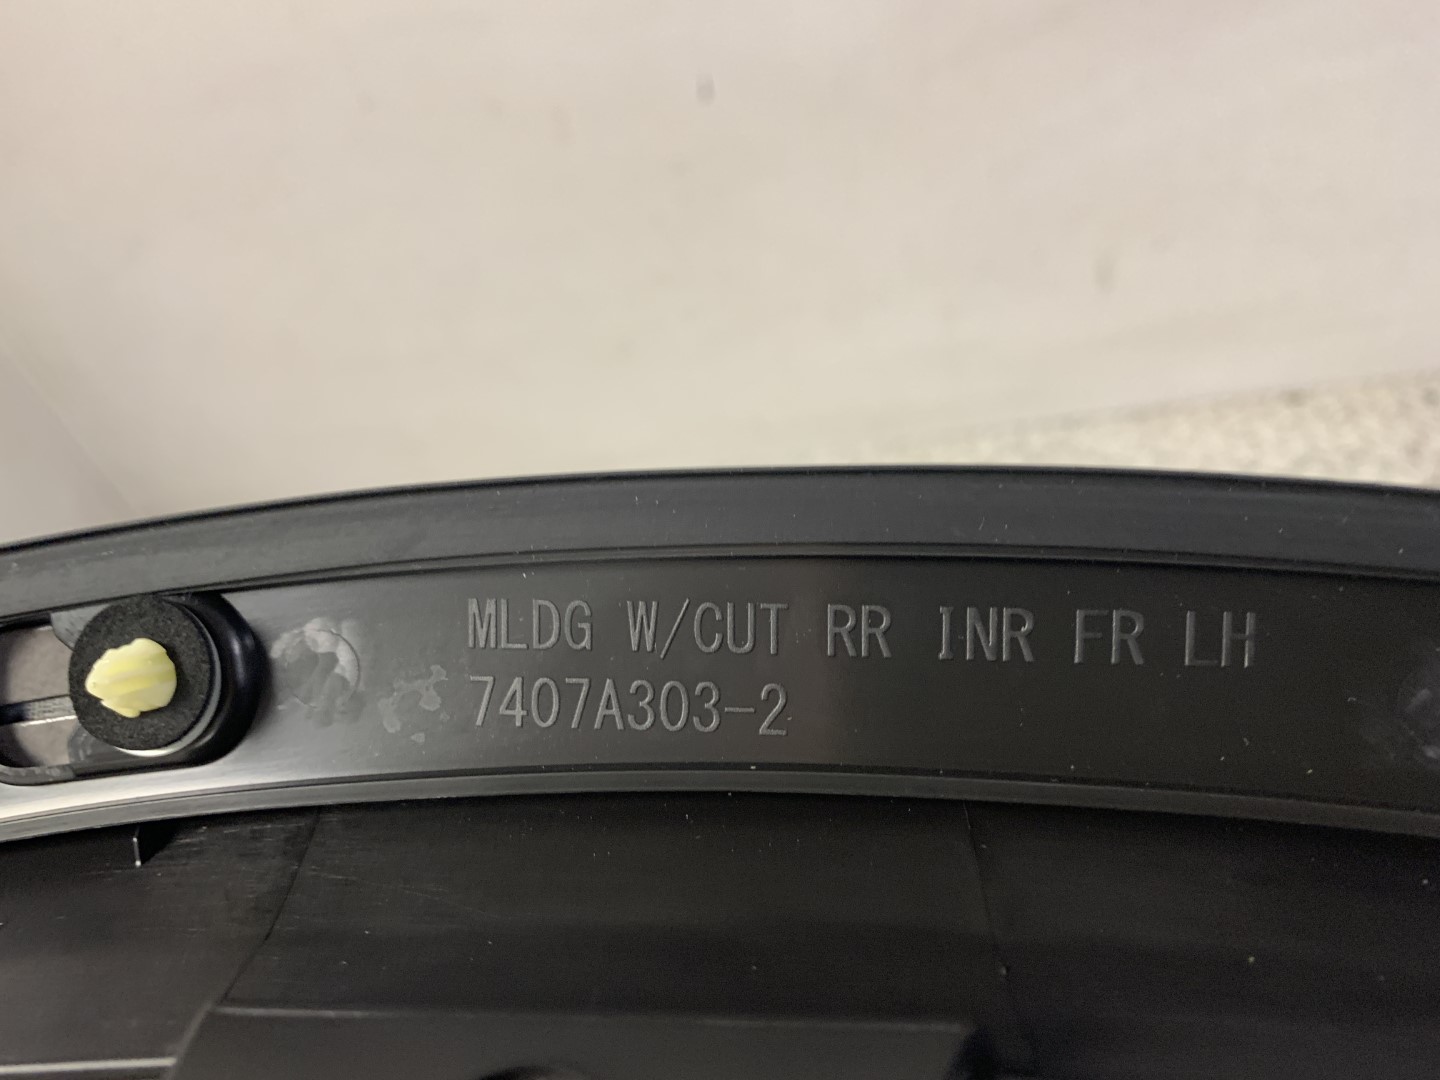 MLDG W/CUT RR INR FR LH
7407A303-2